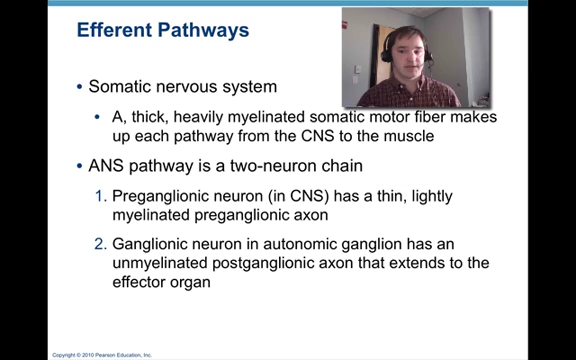 Efferent Pathways
• Somatic nervous system
• A, thick, heavily myelinated somatic motor fiber makes
up each pathway from the CNS to the muscle
• ANS pathway is a two-neuron chain
1. Preganglionic neuron (in CNS) has a thin, lightly
myelinated preganglionic axon
2. Ganglionic neuron in autonomic ganglion has an
unmyelinated postganglionic axon that extends to the
effector organ
Copyright © 2010 Pearson Education, Inc.